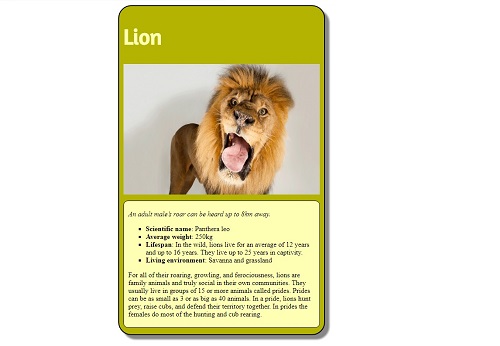 Lion
An adult male's roar can be heard up to 8km away.
Scientific name: Panthera leo
Average weight: 250kg
Lifespan: In the wild, lions live for an average of 12 years
and up to 16 years. They live up to 25 years in captivity.
Living environment: Savanna and grassland
For all of their roaring, growling, and ferociousness, lions are
family animals and truly social in their own communities. They
usually live in groups of 15 or more animals called prides. Prides
can be as small as 3 or as big as 40 animals. In a pride, lions hunt
prey, raise cubs, and defend their territory together. In prides the
females do most of the hunting and cub rearing.